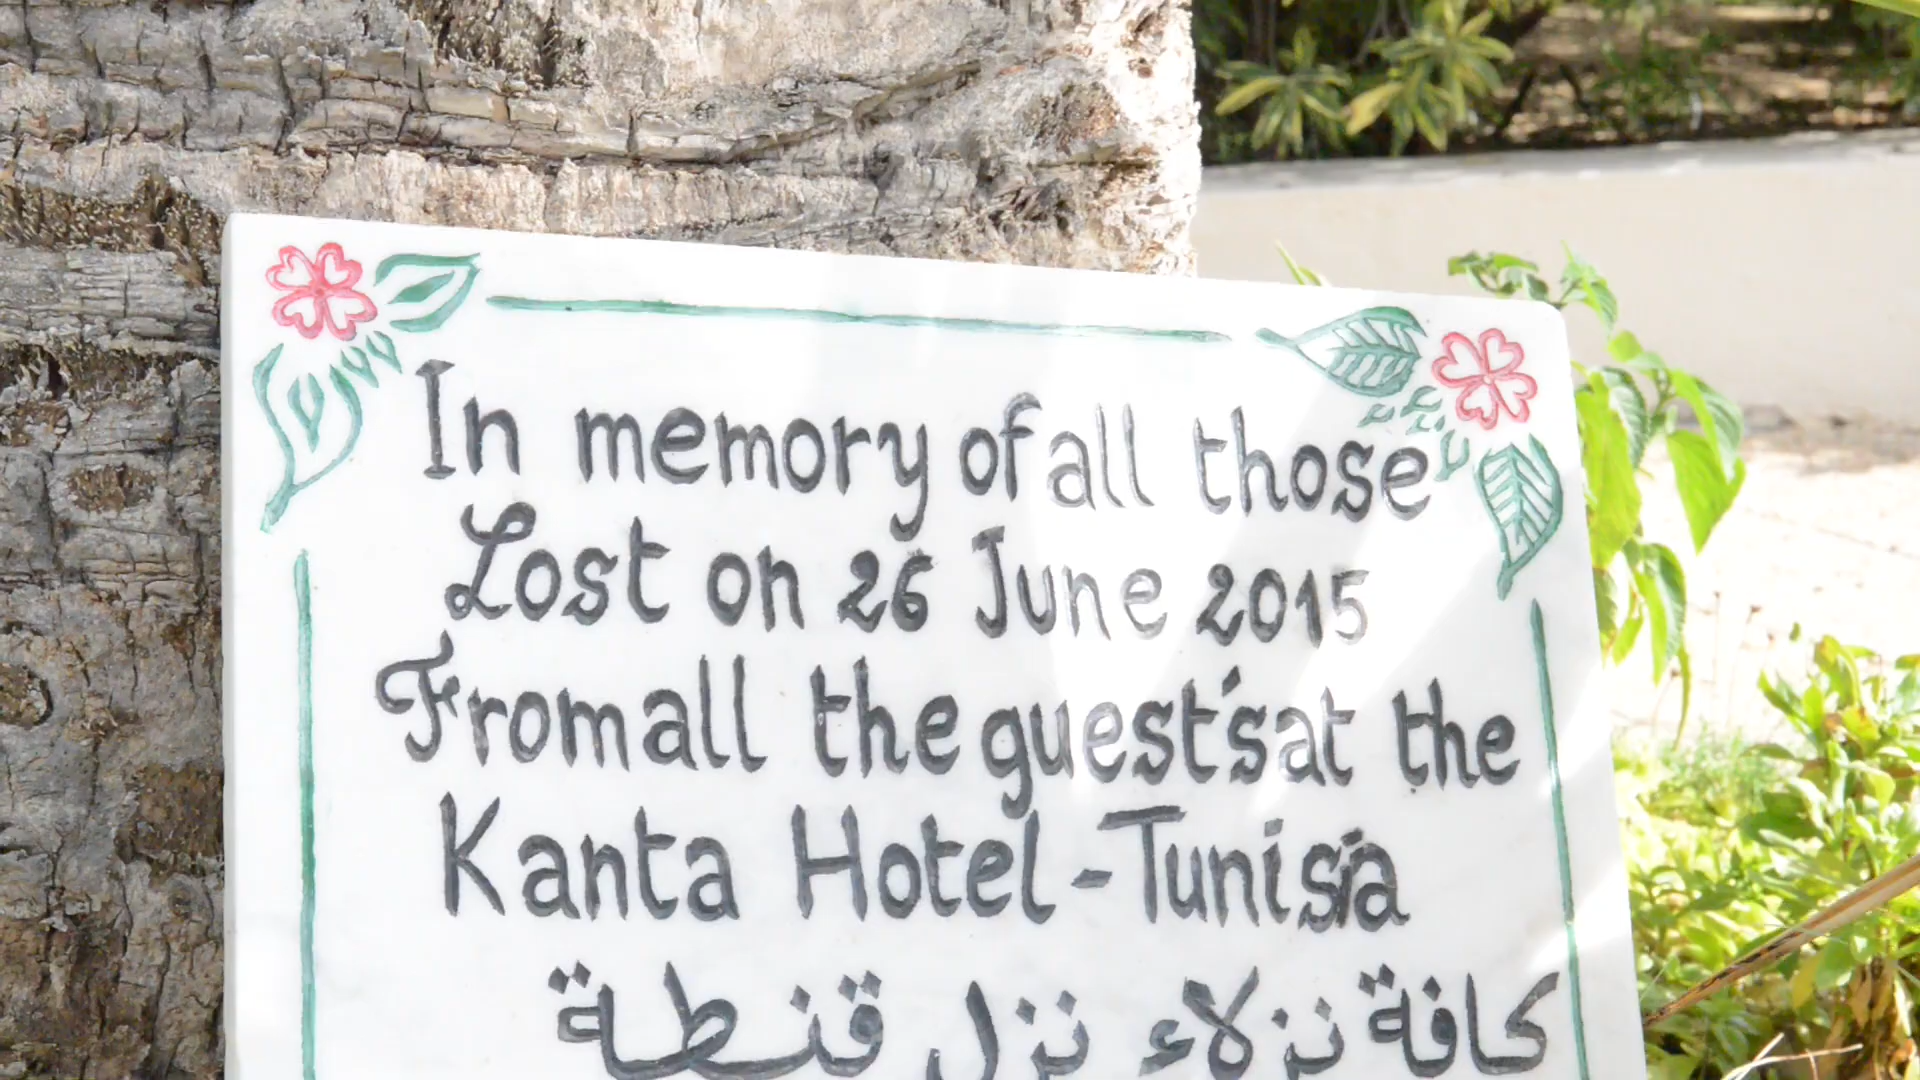 In memory of all those
Lost on 26 June 2015
From all the guest's at the
Kanta Hotel - Tunisia
كافة نزلاء نزل قنطة